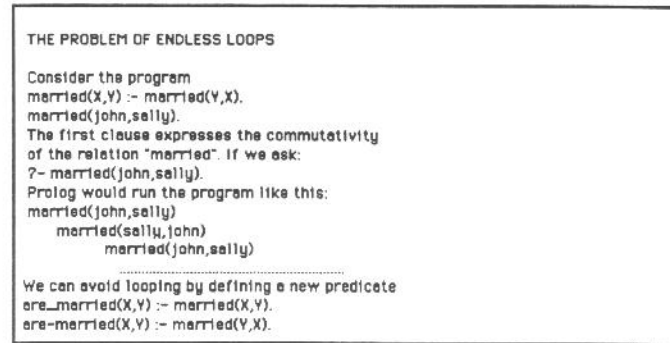 THE PROBLEM OF ENDLESS LOOPS
Consider the program
married(X,Y) :- married(Y,X).
married(john,sally).
The first clause expresses the commutativity
of the relation "married". If we ask:
?- married(john,sally).
Prolog would run the program like this:
married(john,sally)
married(sally,john)
married(john,sally)
We can avoid looping by defining a new predicate
are_married(X,Y) :- married(X,Y).
are-married(X,Y) :- married(Y,X).